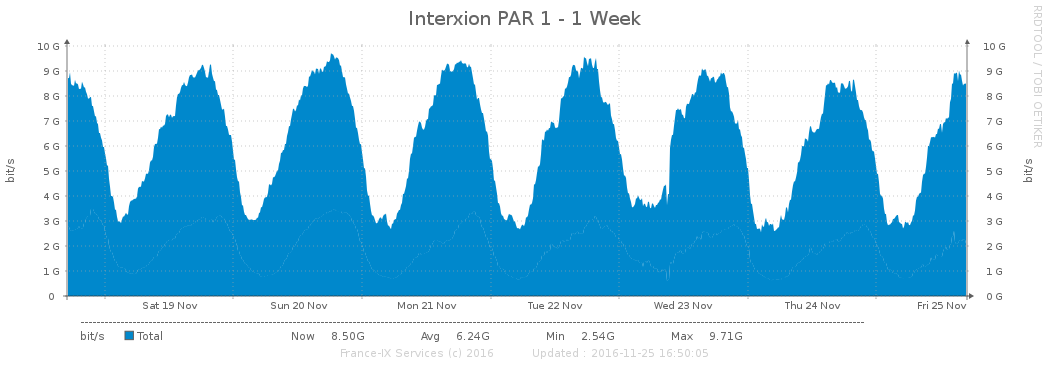 Interxion PAR 1 - 1 Week
RRDTOOL / TOBI OETIKER
bit/s
10 G 10 G
9 G 9 G
8 G 8 G
7 G 7 G
6 G 6 G
5 G 5 G
4 G 4 G
3 G 3 G
2 G 2 G
1 G 1 G
0 0 G
bit/s
Sat 19 Nov Sun 20 Nov Mon 21 Nov Tue 22 Nov Wed 23 Nov Thu 24 Nov Fri 25 Nov
bit/s Total Now 8.50G Avg 6.24G Min 2.54G Max 9.71G
France-IX Services (c) 2016 Updated : 2016-11-25 16:50:05